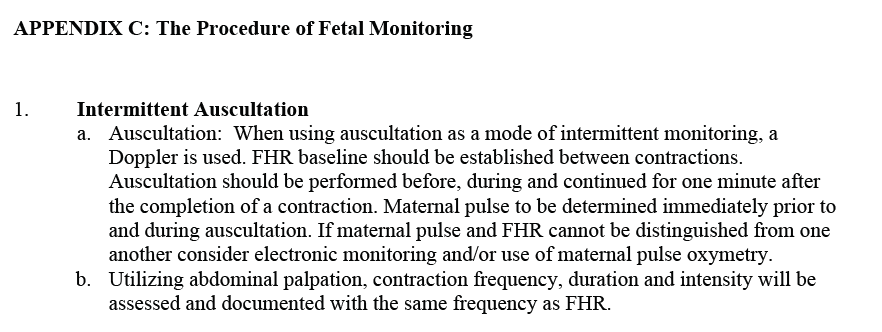 APPENDIX C: The Procedure of Fetal Monitoring
1. Intermittent Auscultation
a. Auscultation: When using auscultation as a mode of intermittent monitoring, a
Doppler is used. FHR baseline should be established between contractions.
Auscultation should be performed before, during and continued for one minute after
the completion of a contraction. Maternal pulse to be determined immediately prior to
and during auscultation. If maternal pulse and FHR cannot be distinguished from one
another consider electronic monitoring and/or use of maternal pulse oxymetry.
b. Utilizing abdominal palpation, contraction frequency, duration and intensity will be
assessed and documented with the same frequency as FHR.